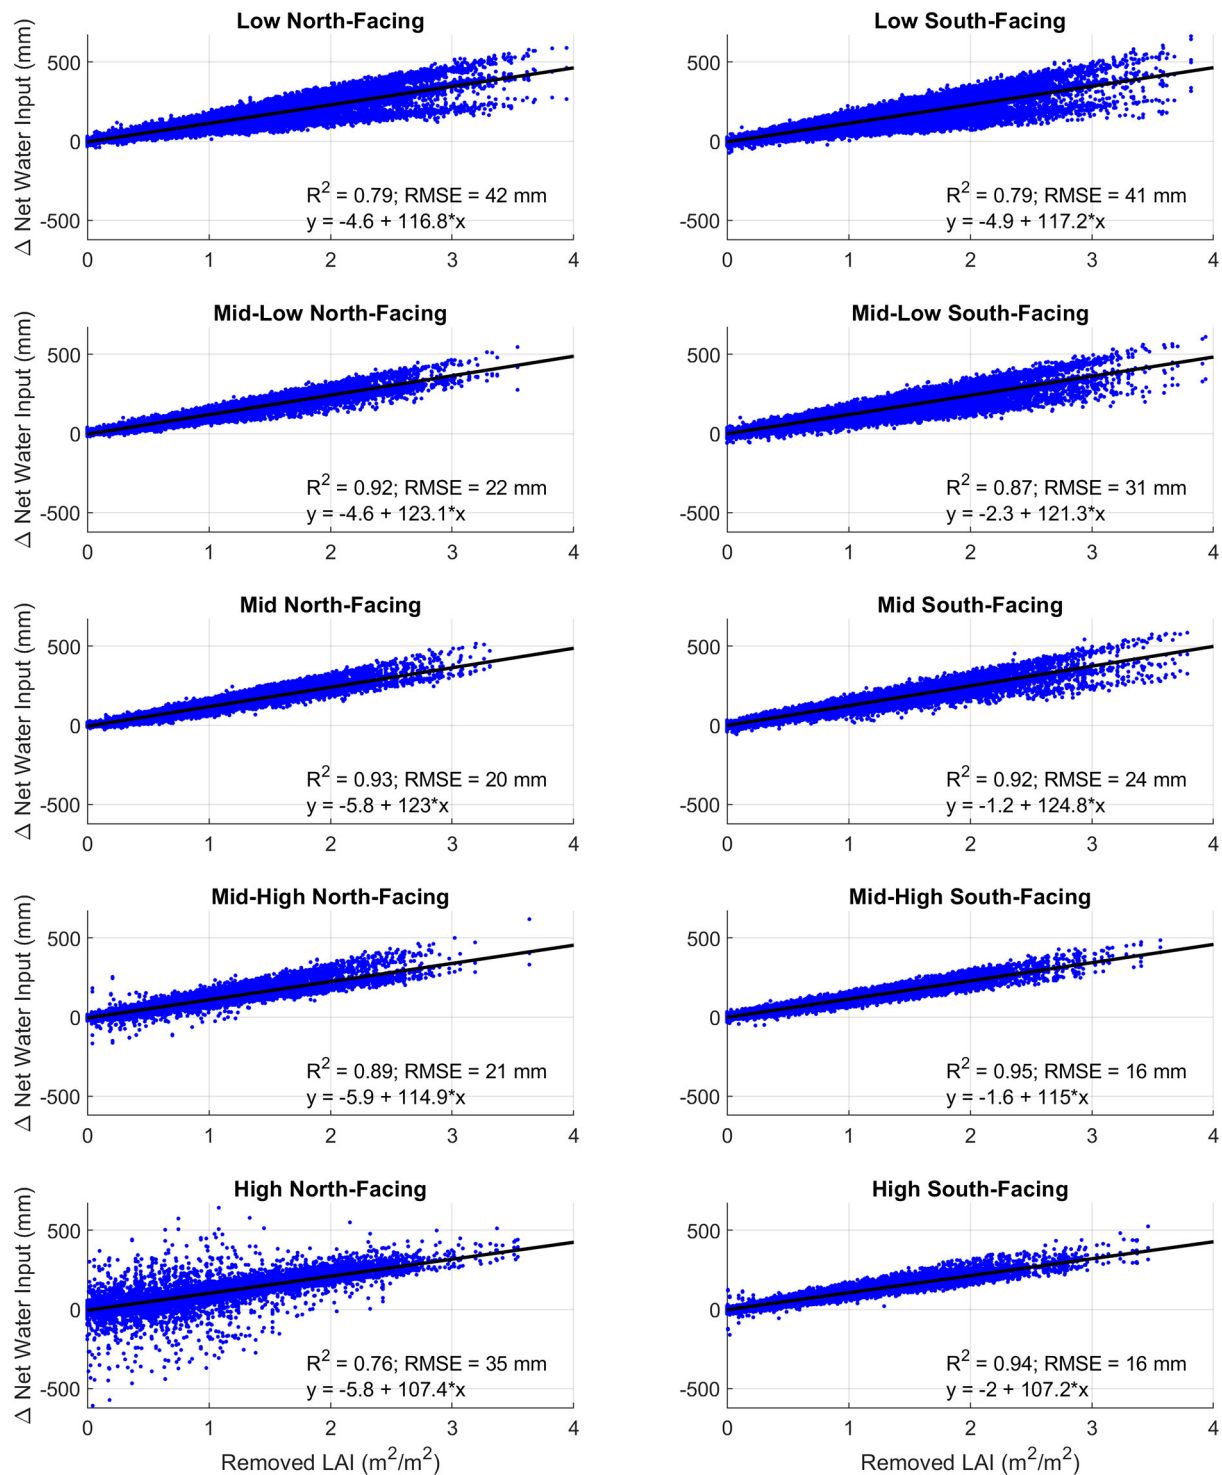 Low North-Facing
Δ Net Water Input (mm)
500
0
-500
R² = 0.79; RMSE = 42 mm
y = -4.6 + 116.8*x
0 1 2 3 4
Low South-Facing
500
0
-500
R² = 0.79; RMSE = 41 mm
y = -4.9 + 117.2*x
0 1 2 3 4
Mid-Low North-Facing
Δ Net Water Input (mm)
500
0
-500
R² = 0.92; RMSE = 22 mm
y = -4.6 + 123.1*x
0 1 2 3 4
Mid-Low South-Facing
500
0
-500
R² = 0.87; RMSE = 31 mm
y = -2.3 + 121.3*x
0 1 2 3 4
Mid North-Facing
Δ Net Water Input (mm)
500
0
-500
R² = 0.93; RMSE = 20 mm
y = -5.8 + 123*x
0 1 2 3 4
Mid South-Facing
500
0
-500
R² = 0.92; RMSE = 24 mm
y = -1.2 + 124.8*x
0 1 2 3 4
Mid-High North-Facing
Δ Net Water Input (mm)
500
0
-500
R² = 0.89; RMSE = 21 mm
y = -5.9 + 114.9*x
0 1 2 3 4
Mid-High South-Facing
500
0
-500
R² = 0.95; RMSE = 16 mm
y = -1.6 + 115*x
0 1 2 3 4
High North-Facing
Δ Net Water Input (mm)
500
0
-500
R² = 0.76; RMSE = 35 mm
y = -5.8 + 107.4*x
0 1 2 3 4
Removed LAI (m²/m²)
High South-Facing
500
0
-500
R² = 0.94; RMSE = 16 mm
y = -2 + 107.2*x
0 1 2 3 4
Removed LAI (m²/m²)